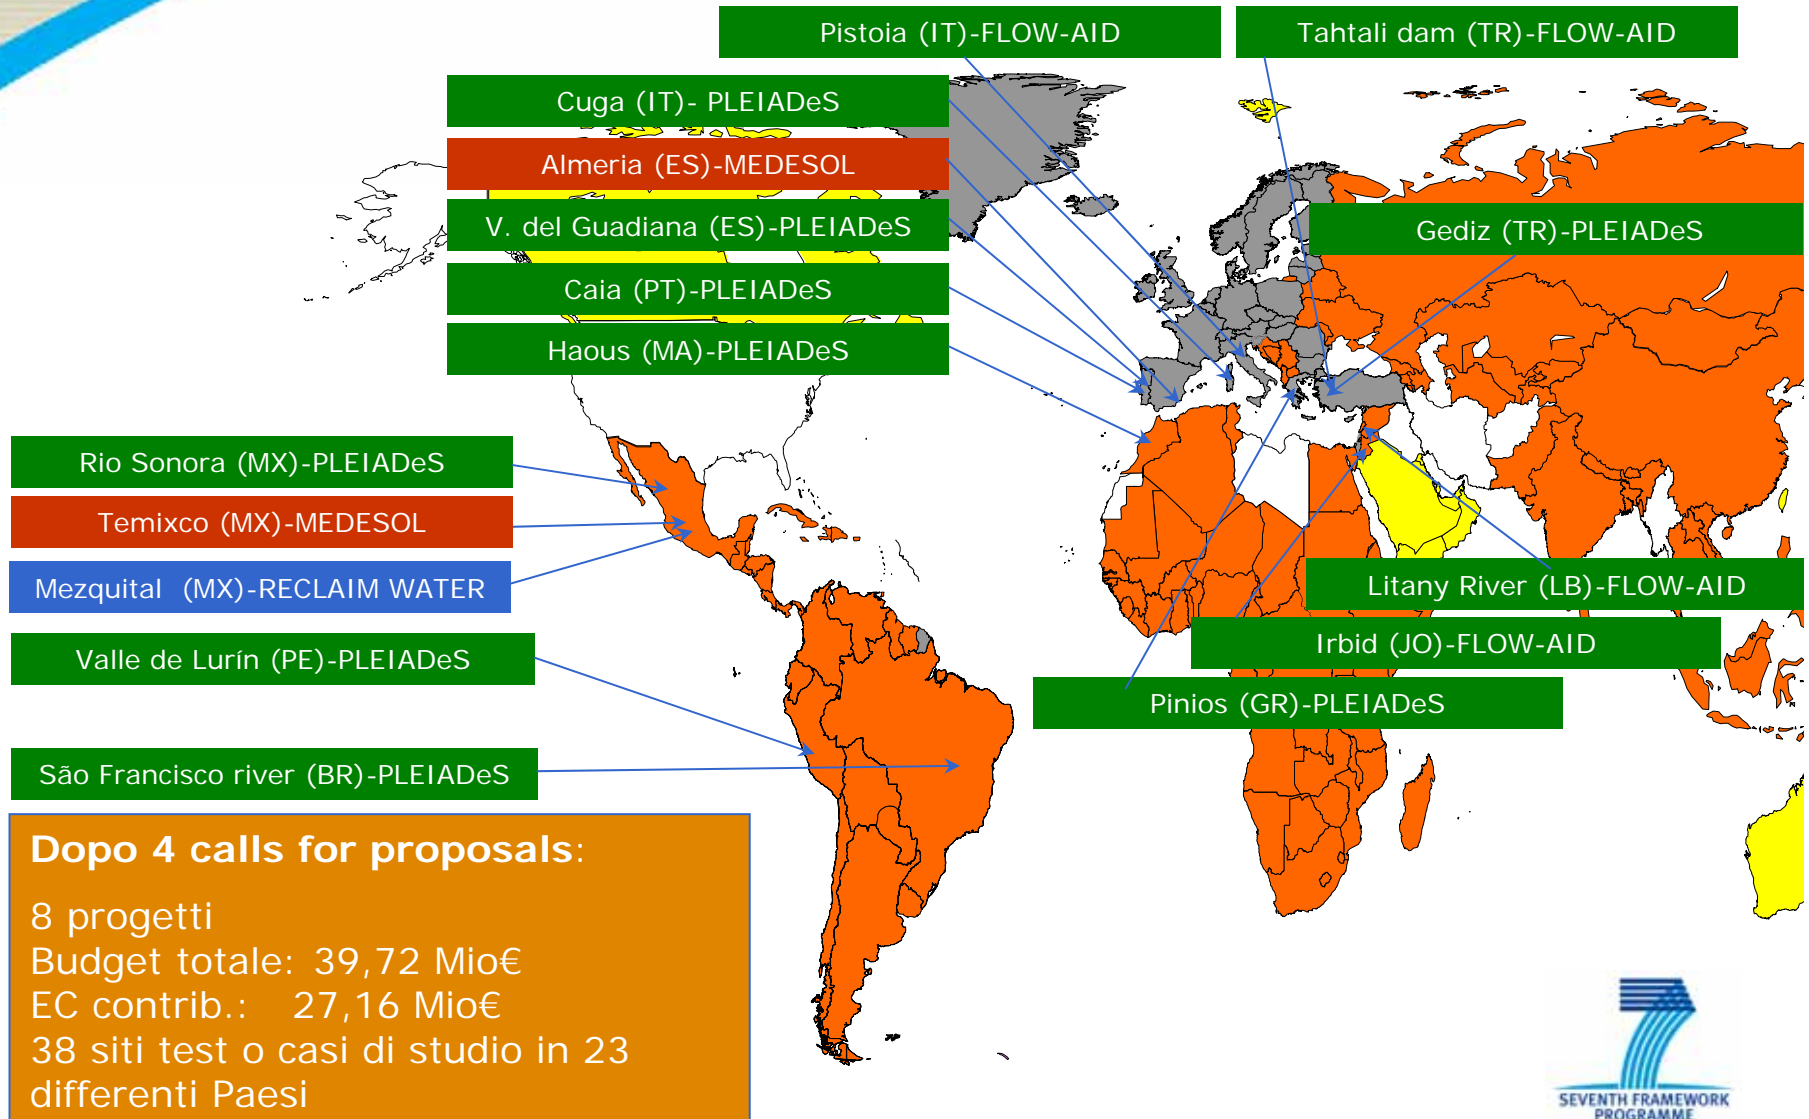 Pistoia (IT)-FLOW-AID
Tahtali dam (TR)-FLOW-AID
Cuga (IT)- PLEIADeS
Almeria (ES)-MEDESOL
V. del Guadiana (ES)-PLEIADeS
Gediz (TR)-PLEIADeS
Caia (PT)-PLEIADeS
Haous (MA)-PLEIADeS
Rio Sonora (MX)-PLEIADeS
Temixco (MX)-MEDESOL
Mezquital (MX)-RECLAIM WATER
Litany River (LB)-FLOW-AID
Irbid (JO)-FLOW-AID
Valle de Lurín (PE)-PLEIADeS
Pinios (GR)-PLEIADeS
São Francisco river (BR)-PLEIADeS
Dopo 4 calls for proposals:
8 progetti
Budget totale: 39,72 Mio€
EC contrib.: 27,16 Mio€
38 siti test o casi di studio in 23
differenti Paesi
SEVENTH FRAMEWORK
PROGRAMME